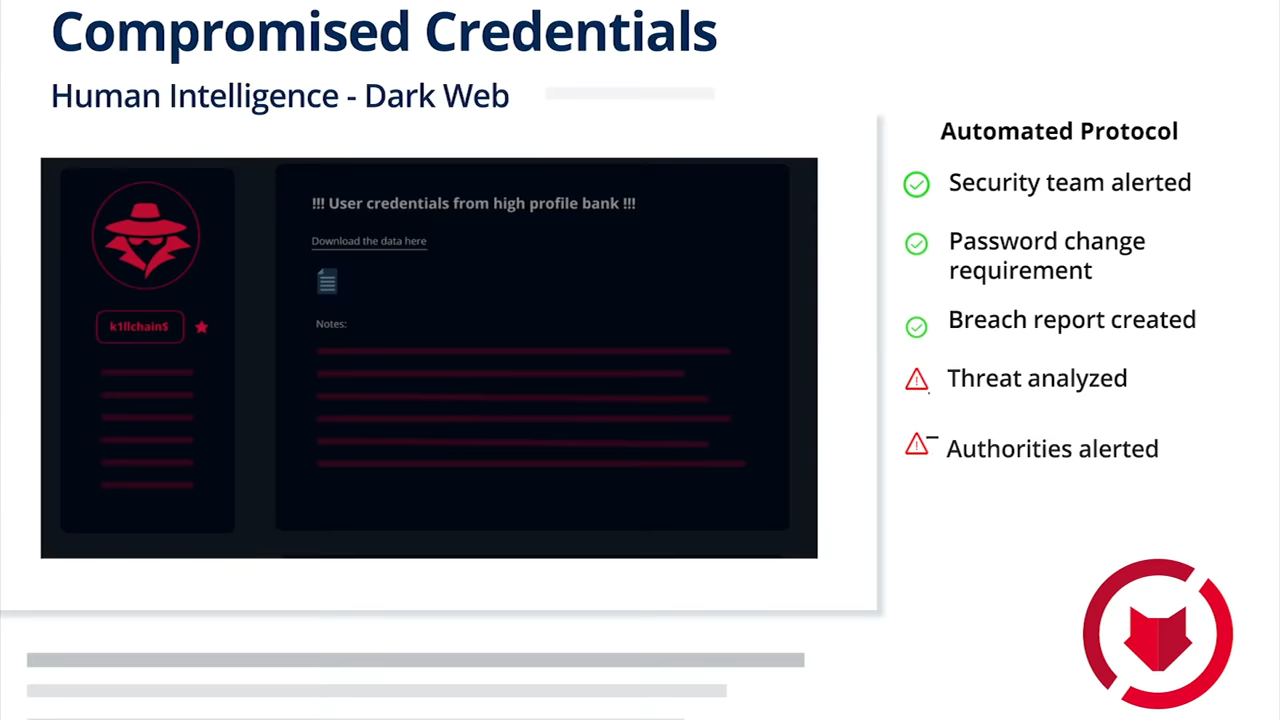 Compromised Credentials
Human Intelligence - Dark Web
!!! User credentials from high profile bank !!!
Download the data here
k1llchain$
Notes:
Automated Protocol
Security team alerted
Password change
requirement
Breach report created
Threat analyzed
Authorities alerted